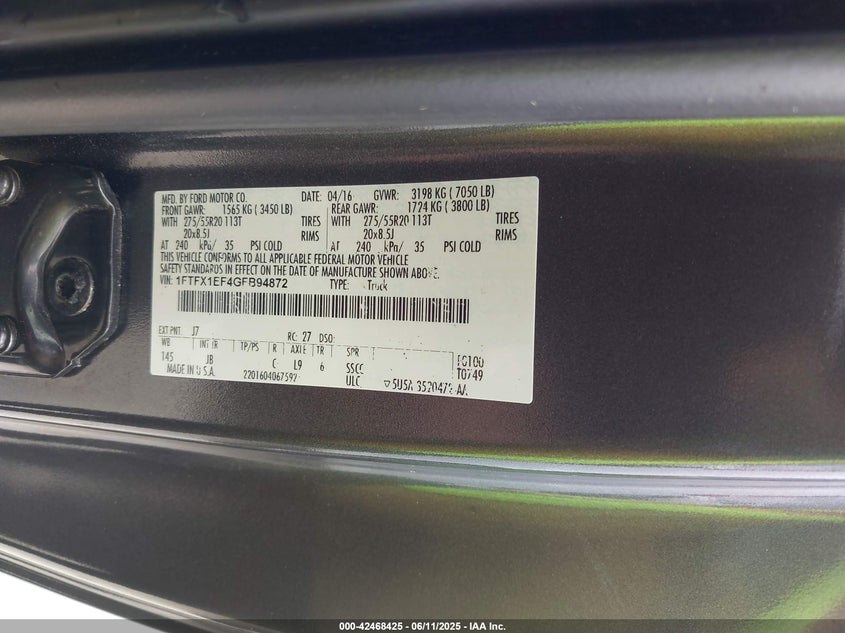 MFD. BY FORD MOTOR CO. DATE: 04/16 GVWR: 3198 KG ( 7050 LB)
FRONT GAWR: 1565 KG ( 3450 LB) REAR GAWR: 1724 KG ( 3800 LB)
WITH 275/55R20 113T TIRES WITH 275/55R20 113T TIRES
20x8.5J RIMS 20x8.5J RIMS
AT 240 kPa/ 35 PSI COLD AT 240 kPa/ 35 PSI COLD
THIS VEHICLE CONFORMS TO ALL APPLICABLE FEDERAL MOTOR VEHICLE
SAFETY STANDARDS IN EFFECT ON THE DATE OF MANUFACTURE SHOWN ABOVE.
VIN: 1FTFX1EF4GFB94872 TYPE: Truck
EXT PNT: J7 RC: 27 DSO:
WB INT TR TP/PS R AXLE TR SPR
145 JB C L9 6 SSCC
MADE IN U.S.A. 2201604067592 ULC 5U5A 3520472 AA
000-42468425 - 06/11/2025 - IAA Inc.